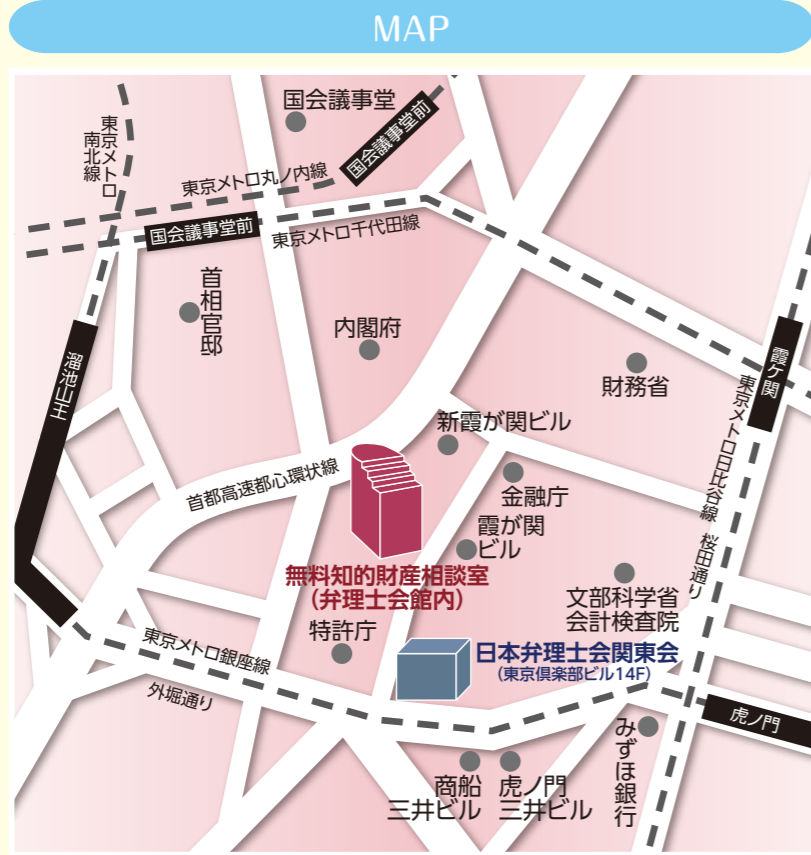 MAP
国会議事堂
国会議事堂前
東京メトロ
南北線
東京メトロ丸ノ内線
国会議事堂前
東京メトロ千代田線
首相官邸
内閣府
溜池山王
財務省
霞ケ関
新霞が関ビル
東京メトロ日比谷線 桜田通り
首都高速都心環状線
金融庁
霞が関
ビル
無料知的財産相談室
(弁理士会館内)
文部科学省
会計検査院
特許庁
東京メトロ銀座線
外堀通り
日本弁理士会関東会
(東京倶楽部ビル14F)
虎ノ門
みずほ銀行
商船
三井ビル
虎ノ門
三井ビル